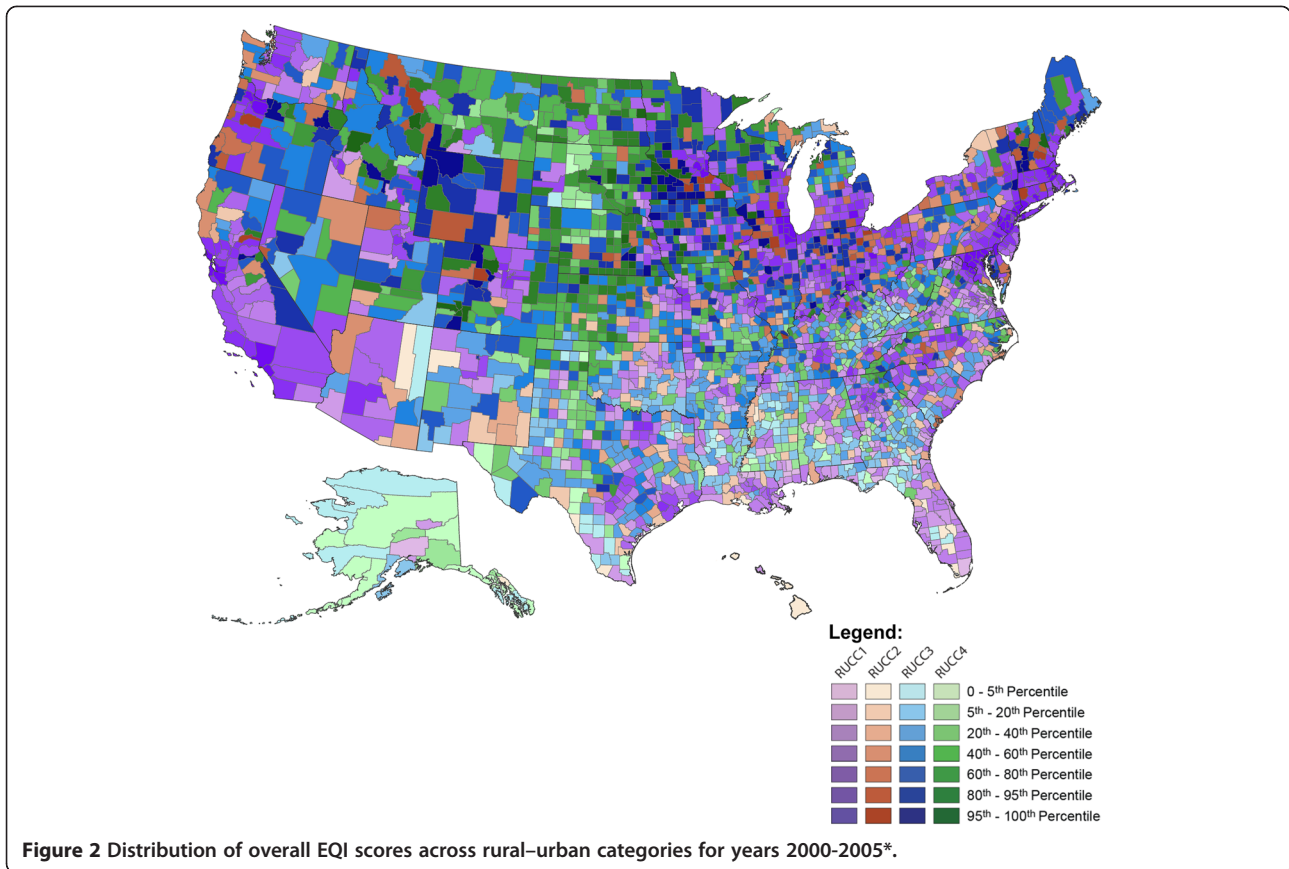 Legend:
RUCC1 RUCC2 RUCC3 RUCC4
0 - 5th Percentile
5th - 20th Percentile
20th - 40th Percentile
40th - 60th Percentile
60th - 80th Percentile
80th - 95th Percentile
95th - 100th Percentile
Figure 2 Distribution of overall EQI scores across rural–urban categories for years 2000-2005*.